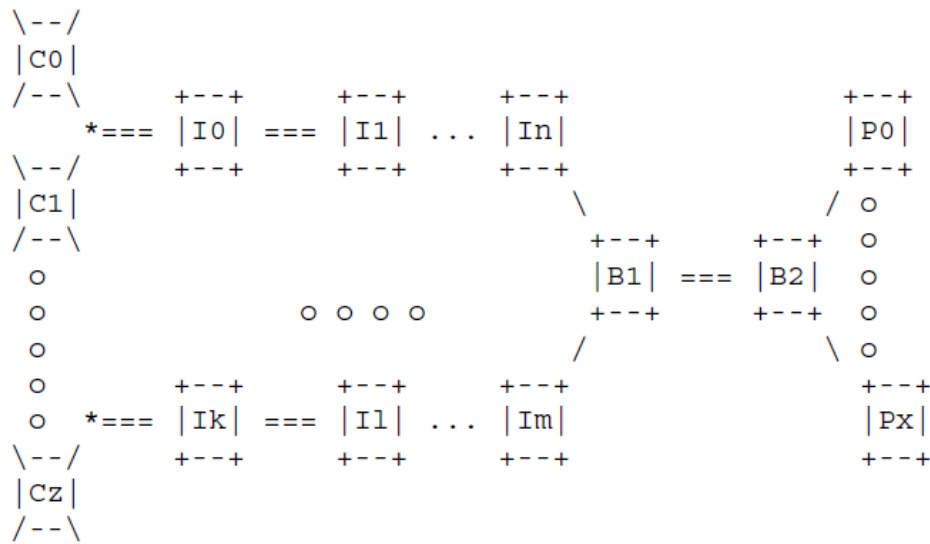 \--/
|C0|
/--\      +--+      +--+      +--+                 +--+
    *=== |I0| === |I1| ... |In|                 |P0|
\--/      +--+      +--+      +--+                 +--+
|C1|                               \              / o
/--\                                +--+      +--+  o
 o                                  |B1| === |B2|  o
 o                o o o o           +--+      +--+  o
 o                                 /              \ o
 o        +--+      +--+      +--+                  +--+
 o  *=== |Ik| === |Il| ... |Im|                  |Px|
\--/      +--+      +--+      +--+                  +--+
|Cz|
/--\